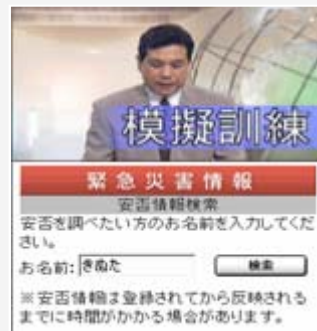 模擬訓練
緊急災害情報
安否情報検索
安否を調べたい方のお名前を入力してくだ
さい。
お名前: きぬた 検索
※安否情報は登録されてから反映される
までに時間がかかる場合があります。